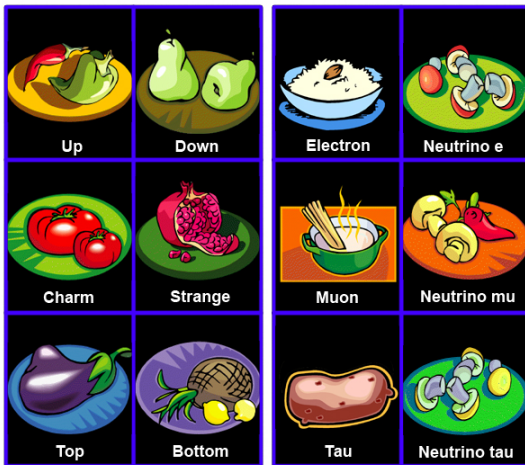 Up
Down
Electron
Neutrino e
Charm
Strange
Muon
Neutrino mu
Top
Bottom
Tau
Neutrino tau